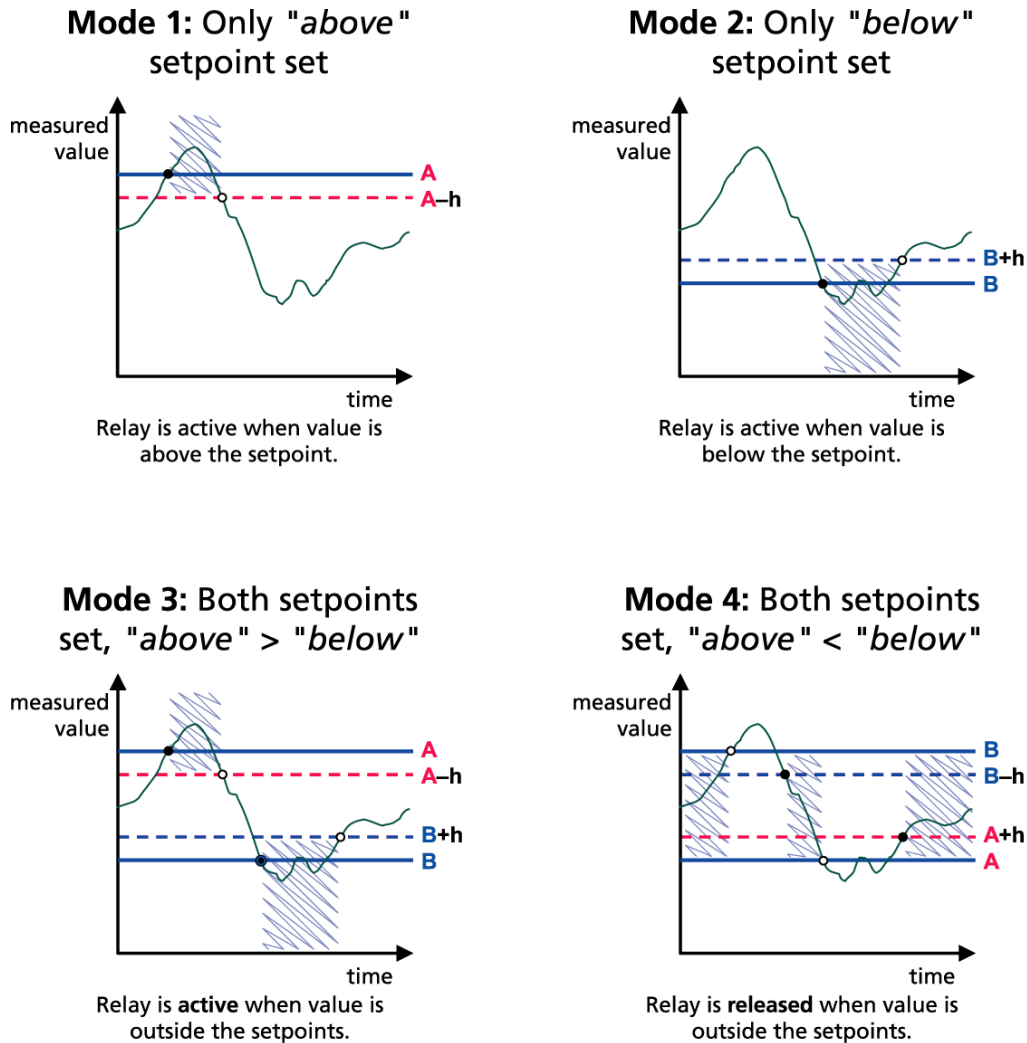 Mode 1: Only "above"
setpoint set
measured
value
A
A–h
time
Relay is active when value is
above the setpoint.
Mode 2: Only "below"
setpoint set
measured
value
B+h
B
time
Relay is active when value is
below the setpoint.
Mode 3: Both setpoints
set, "above" > "below"
measured
value
A
A–h
B+h
B
time
Relay is active when value is
outside the setpoints.
Mode 4: Both setpoints
set, "above" < "below"
measured
value
B
B–h
A+h
A
time
Relay is released when value is
outside the setpoints.